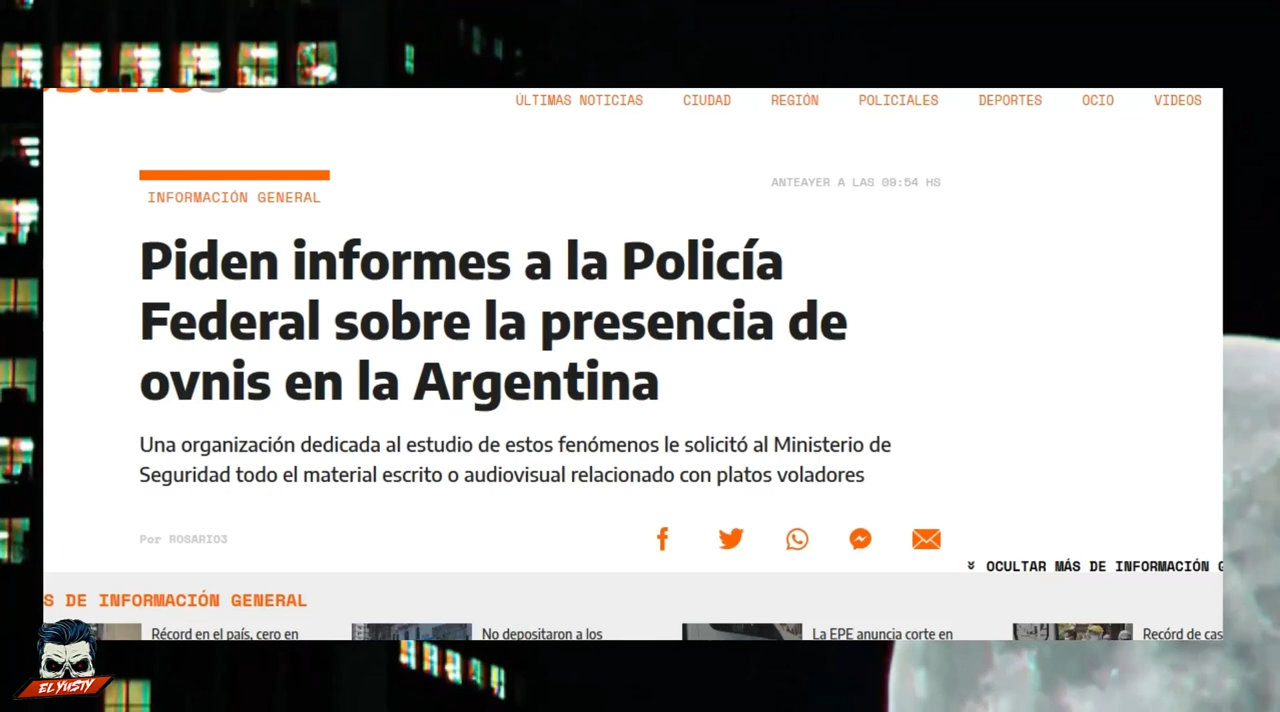 ÚLTIMAS NOTICIAS CIUDAD REGIÓN POLICIALES DEPORTES OCIO VIDEOS
INFORMACIÓN GENERAL
ANTEAYER A LAS 09:54 HS
Piden informes a la Policía
Federal sobre la presencia de
ovnis en la Argentina
Una organización dedicada al estudio de estos fenómenos le solicitó al Ministerio de
Seguridad todo el material escrito o audiovisual relacionado con platos voladores
Por ROSARIO3
OCULTAR MÁS DE INFORMACIÓN G
S DE INFORMACIÓN GENERAL
Récord en el país, cero en
No depositaron a los
La EPE anuncia corte en
Recórd de cas
EL YUSTY